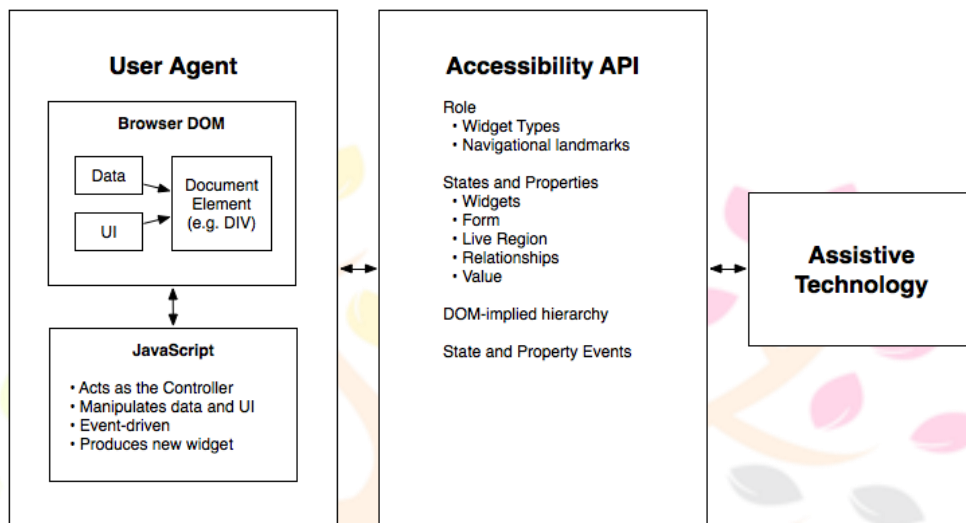 User Agent
Browser DOM
Data
UI
Document
Element
(e.g. DIV)
JavaScript
• Acts as the Controller
• Manipulates data and UI
• Event-driven
• Produces new widget
Accessibility API
Role
• Widget Types
• Navigational landmarks
States and Properties
• Widgets
• Form
• Live Region
• Relationships
• Value
DOM-implied hierarchy
State and Property Events
Assistive
Technology